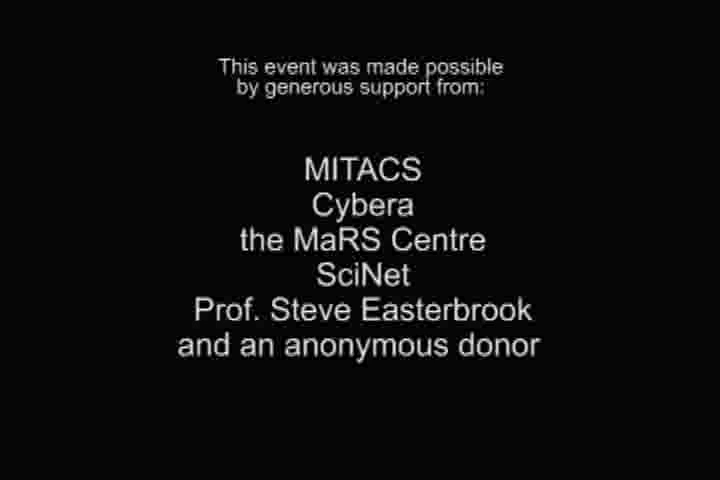 This event was made possible
by generous support from:
MITACS
Cybera
the MaRS Centre
SciNet
Prof. Steve Easterbrook
and an anonymous donor